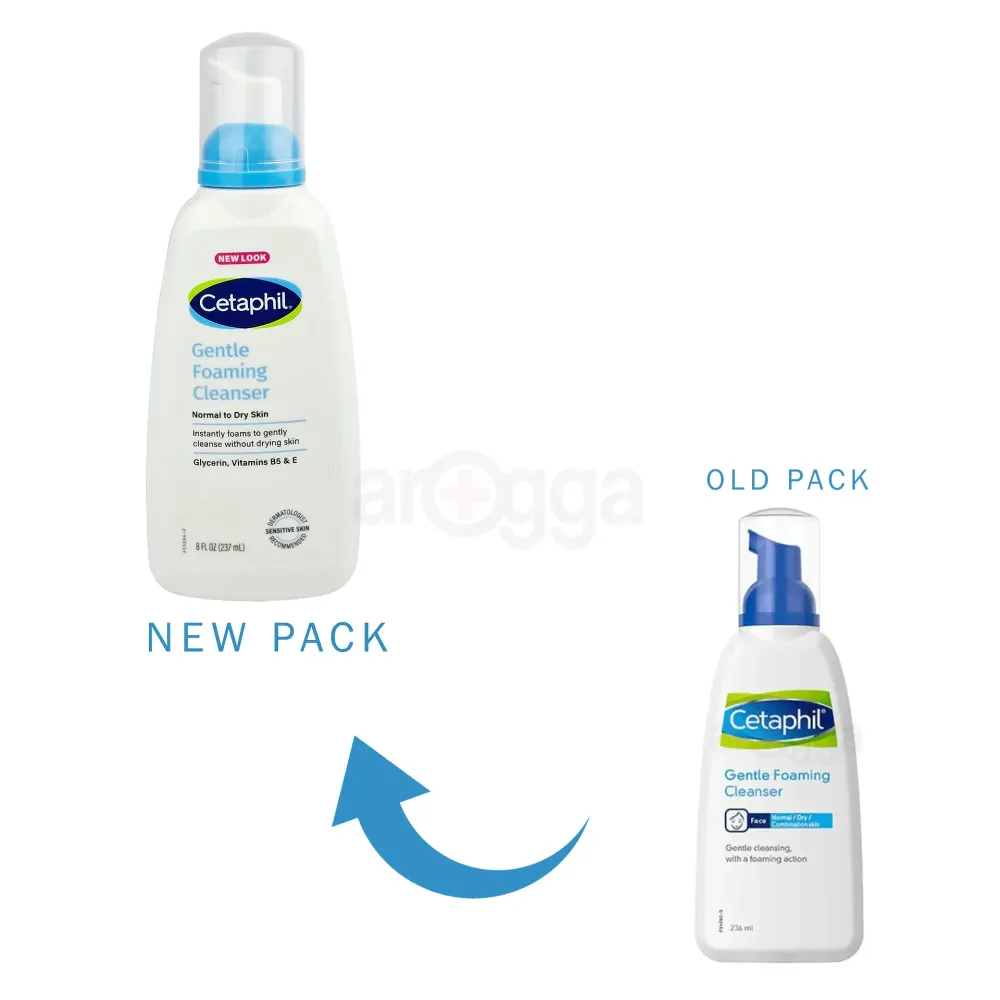 NEW LOOK
Cetaphil®
Gentle
Foaming
Cleanser
Normal to Dry Skin
Instantly foams to gently
cleanse without drying skin
Glycerin, Vitamins B5 & E
DERMATOLOGIST
SENSITIVE SKIN
RECOMMENDED
8 FL OZ (237 mL)
NEW PACK
arogga
OLD PACK
Cetaphil®
Gentle Foaming
Cleanser
Face
Normal / Dry /
Combination skin
Gentle cleansing,
with a foaming action
236 ml